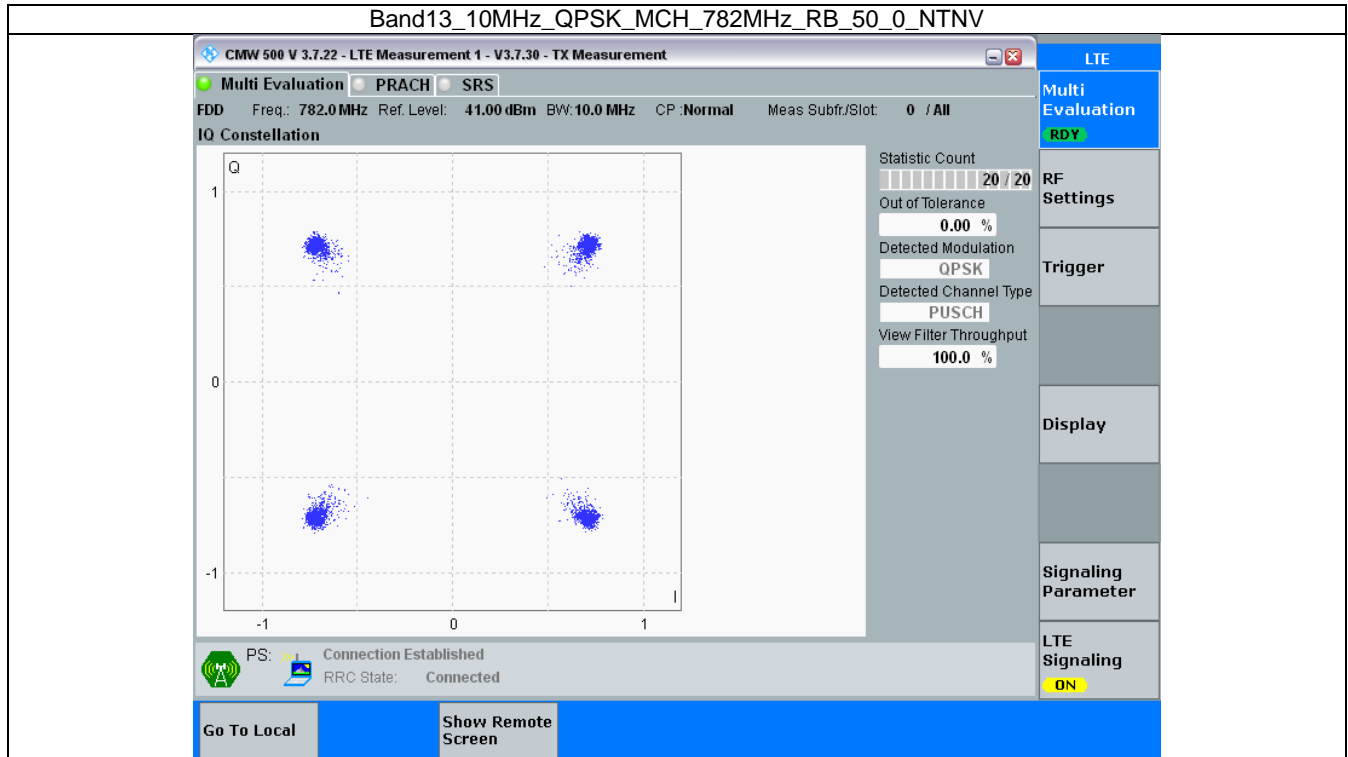 Band13_10MHz_QPSK_MCH_782MHz_RB_50_0_NTNV
CMW 500 V 3.7.22 - LTE Measurement 1 - V3.7.30 - TX Measurement
LTE
Multi Evaluation PRACH SRS
FDD Freq.: 782.0 MHz Ref. Level: 41.00 dBm BW: 10.0 MHz CP :Normal Meas Subfr./Slot: 0 / All
IQ Constellation
Q
1
0
-1
I
-1 0 1
Statistic Count
20 / 20
Out of Tolerance
0.00 %
Detected Modulation
QPSK
Detected Channel Type
PUSCH
View Filter Throughput
100.0 %
Multi
Evaluation
RDY
RF
Settings
Trigger
Display
Signaling
Parameter
LTE
Signaling
ON
PS: Connection Established
RRC State: Connected
Go To Local
Show Remote
Screen